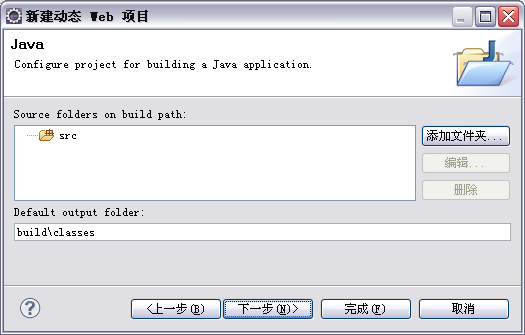 新建动态 Web 项目
Java
Configure project for building a Java application.
Source folders on build path:
src
添加文件夹...
编辑...
删除
Default output folder:
build\classes
?
<上一步(B)
下一步(N)>
完成(F)
取消